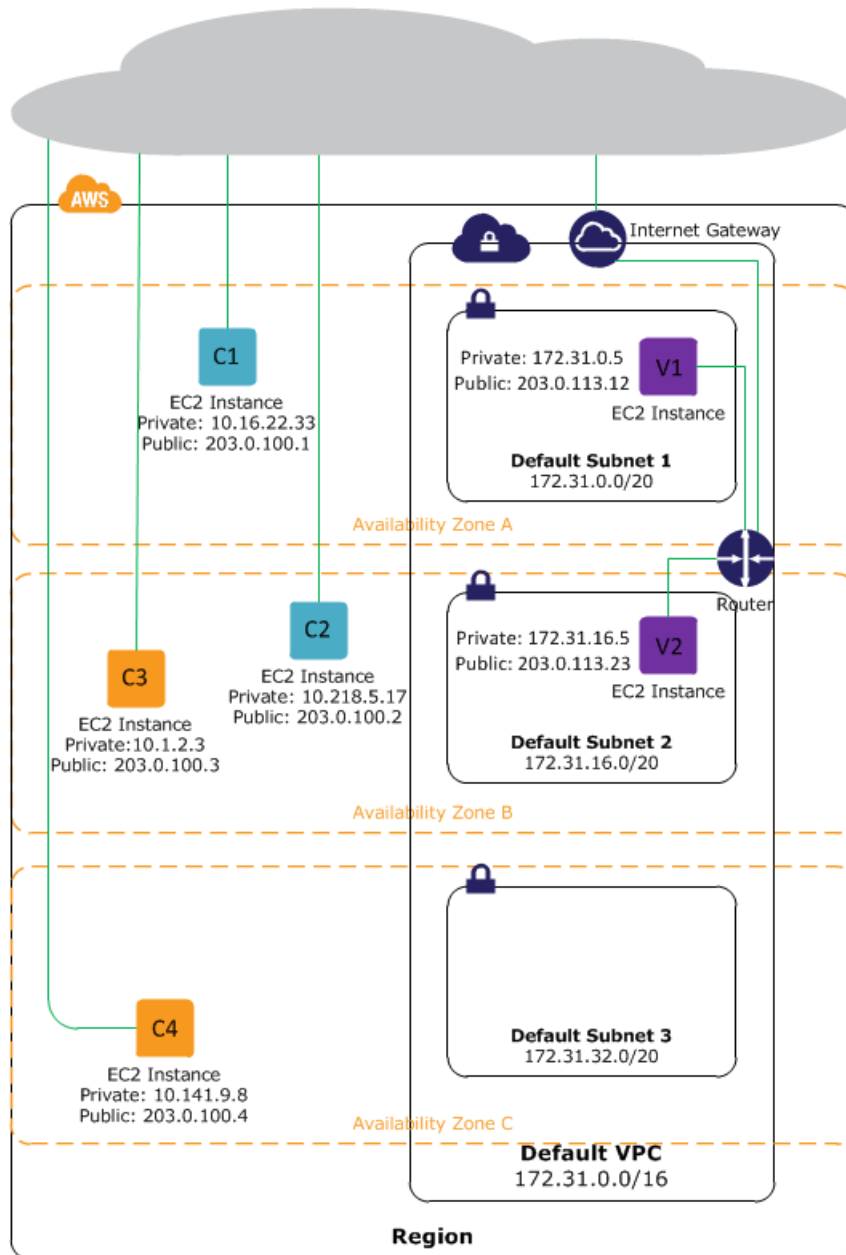 AWS
Internet Gateway
C1
EC2 Instance
Private: 10.16.22.33
Public: 203.0.100.1
Private: 172.31.0.5
Public: 203.0.113.12
V1
EC2 Instance
Default Subnet 1
172.31.0.0/20
Availability Zone A
Router
C2
EC2 Instance
Private: 10.218.5.17
Public: 203.0.100.2
C3
EC2 Instance
Private:10.1.2.3
Public: 203.0.100.3
Private: 172.31.16.5
Public: 203.0.113.23
V2
EC2 Instance
Default Subnet 2
172.31.16.0/20
Availability Zone B
C4
EC2 Instance
Private: 10.141.9.8
Public: 203.0.100.4
Default Subnet 3
172.31.32.0/20
Availability Zone C
Default VPC
172.31.0.0/16
Region